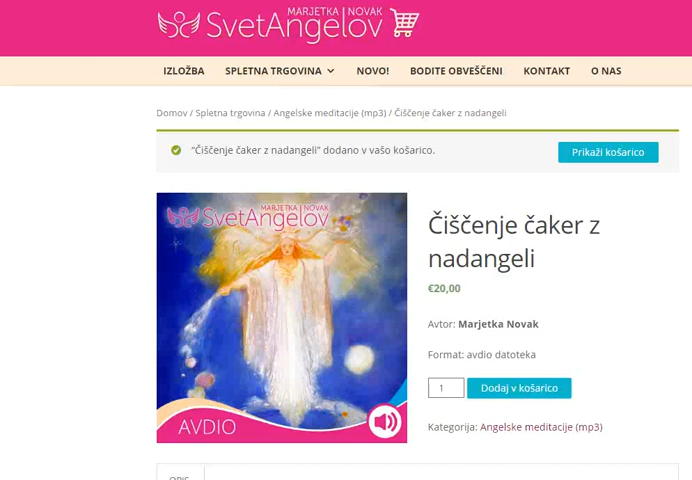 MARJETKA | NOVAK
SvetAngelov
IZLOŽBA SPLETNA TRGOVINA NOVO! BODITE OBVEŠČENI KONTAKT O NAS
Domov / Spletna trgovina / Angelske meditacije (mp3) / Čiščenje čaker z nadangeli
"Čiščenje čaker z nadangeli" dodano v vašo košarico.
Prikaži košarico
MARJETKA | NOVAK
SvetAngelov
AVDIO
Čiščenje čaker z
nadangeli
€20,00
Avtor: Marjetka Novak
Format: avdio datoteka
1 Dodaj v košarico
Kategorija: Angelske meditacije (mp3)
OPIS